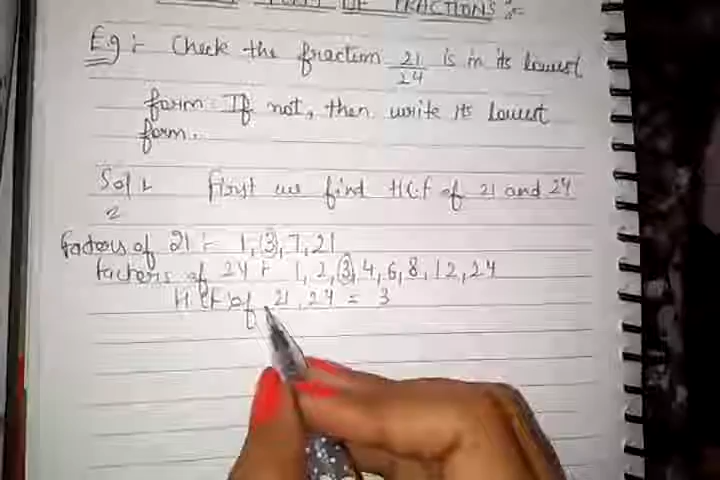 OF FRACTIONS :-
E.g :- Check the fraction 21/24 is in its lowest
form. If not, then write its lowest
form.
Sol :- First we find H.C.F of 21 and 24
Factors of 21 :- 1, 3, 7, 21
Factors of 24 :- 1, 2, 3, 4, 6, 8, 12, 24
H.C.F of 21, 24 = 3